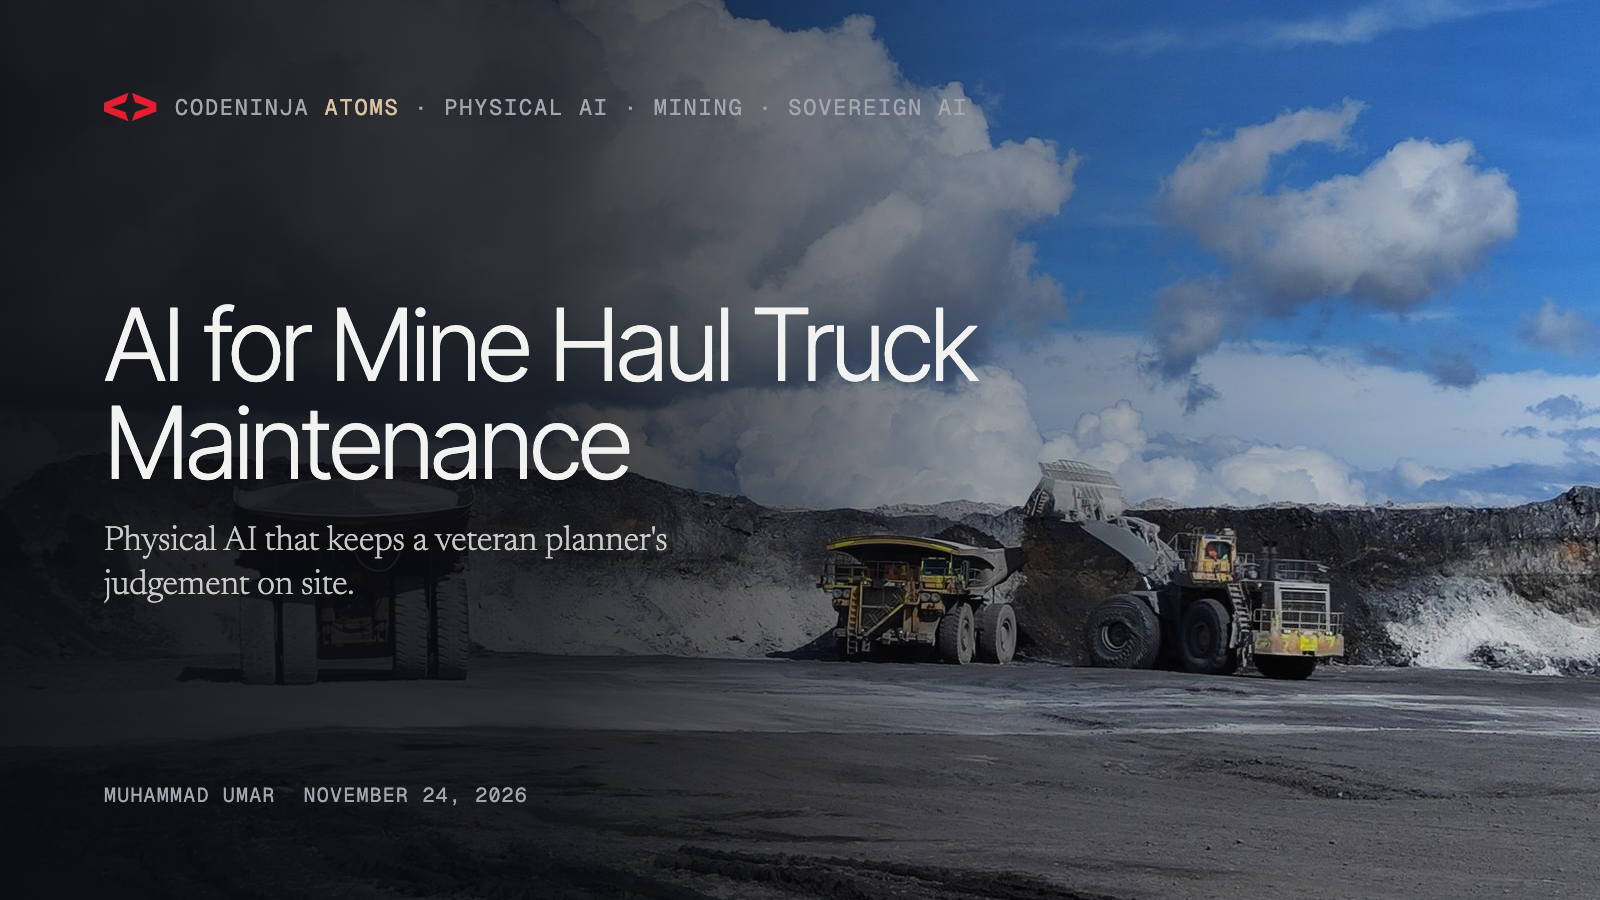 CODENINJA ATOMS · PHYSICAL AI · MINING · SOVEREIGN AI
AI for Mine Haul Truck
Maintenance
Physical AI that keeps a veteran planner's
judgement on site.
MUHAMMAD UMAR NOVEMBER 24, 2026